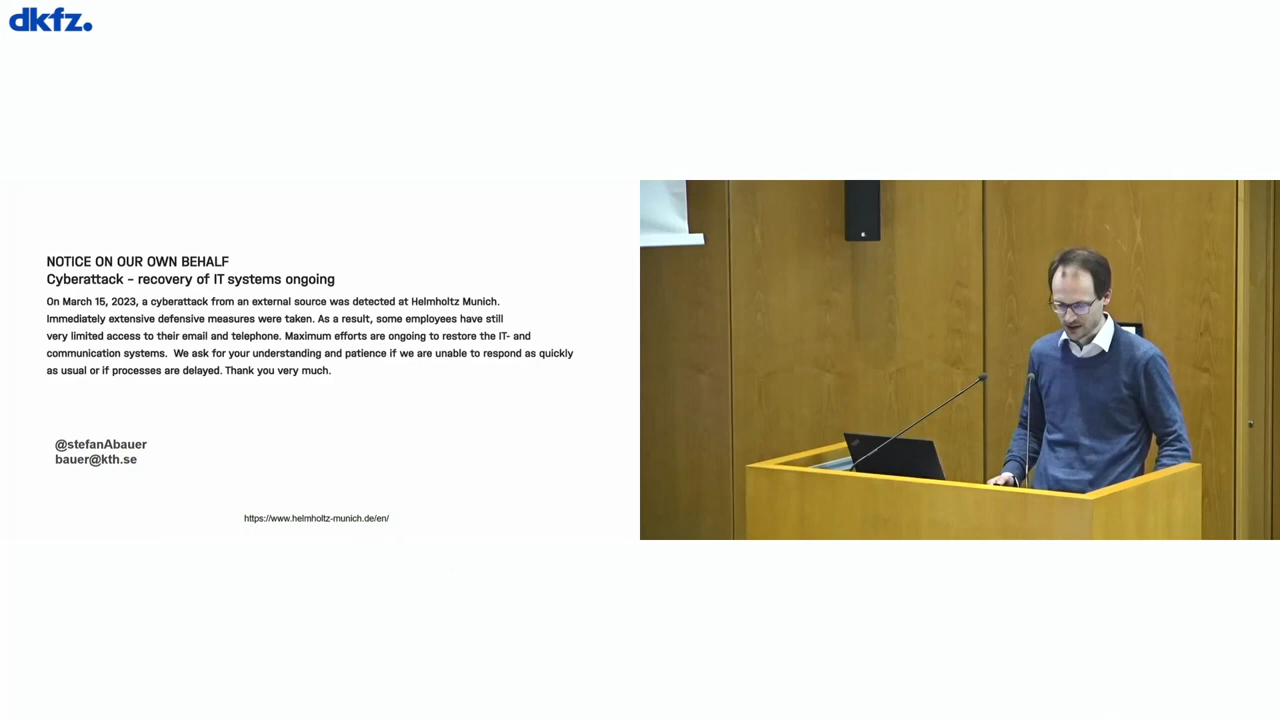 dkfz.
NOTICE ON OUR OWN BEHALF
Cyberattack – recovery of IT systems ongoing
On March 15, 2023, a cyberattack from an external source was detected at Helmholtz Munich.
Immediately extensive defensive measures were taken. As a result, some employees have still
very limited access to their email and telephone. Maximum efforts are ongoing to restore the IT- and
communication systems.  We ask for your understanding and patience if we are unable to respond as quickly
as usual or if processes are delayed. Thank you very much.
@stefanAbauer
bauer@kth.se
https://www.helmholtz-munich.de/en/